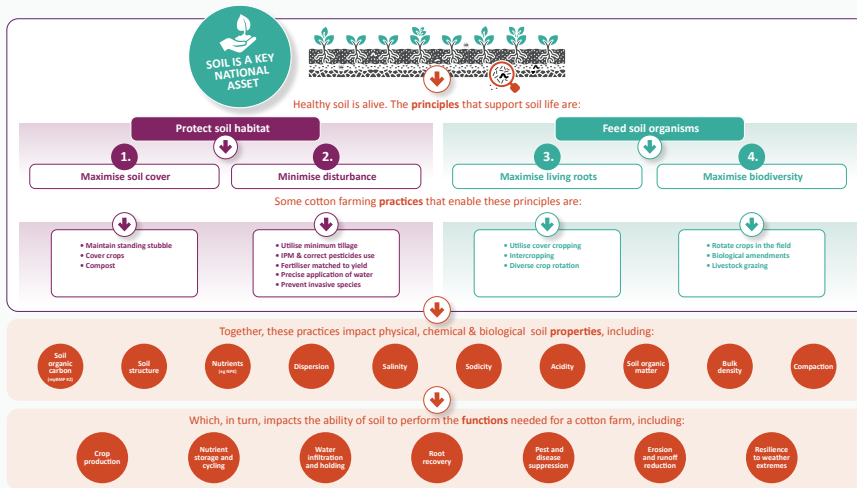 SOIL IS A KEY
NATIONAL
ASSET
Healthy soil is alive. The principles that support soil life are:
Protect soil habitat
Feed soil organisms
1.
Maximise soil cover
2.
Minimise disturbance
3.
Maximise living roots
4.
Maximise biodiversity
Some cotton farming practices that enable these principles are:
• Maintain standing stubble
• Cover crops
• Compost
• Utilise minimum tillage
• IPM & correct pesticides use
• Fertiliser matched to yield
• Precise application of water
• Prevent invasive species
• Utilise cover cropping
• Intercropping
• Diverse crop rotation
• Rotate crops in the field
• Biological amendments
• Livestock grazing
Together, these practices impact physical, chemical & biological soil properties, including:
Soil
organic
carbon
(myBMP K2)
Soil
structure
Nutrients
(eg NPK)
Dispersion
Salinity
Sodicity
Acidity
Soil organic
matter
Bulk
density
Compaction
Which, in turn, impacts the ability of soil to perform the functions needed for a cotton farm, including:
Crop
production
Nutrient
storage and
cycling
Water
infiltration
and holding
Root
recovery
Pest and
disease
suppression
Erosion
and runoff
reduction
Resilience
to weather
extremes